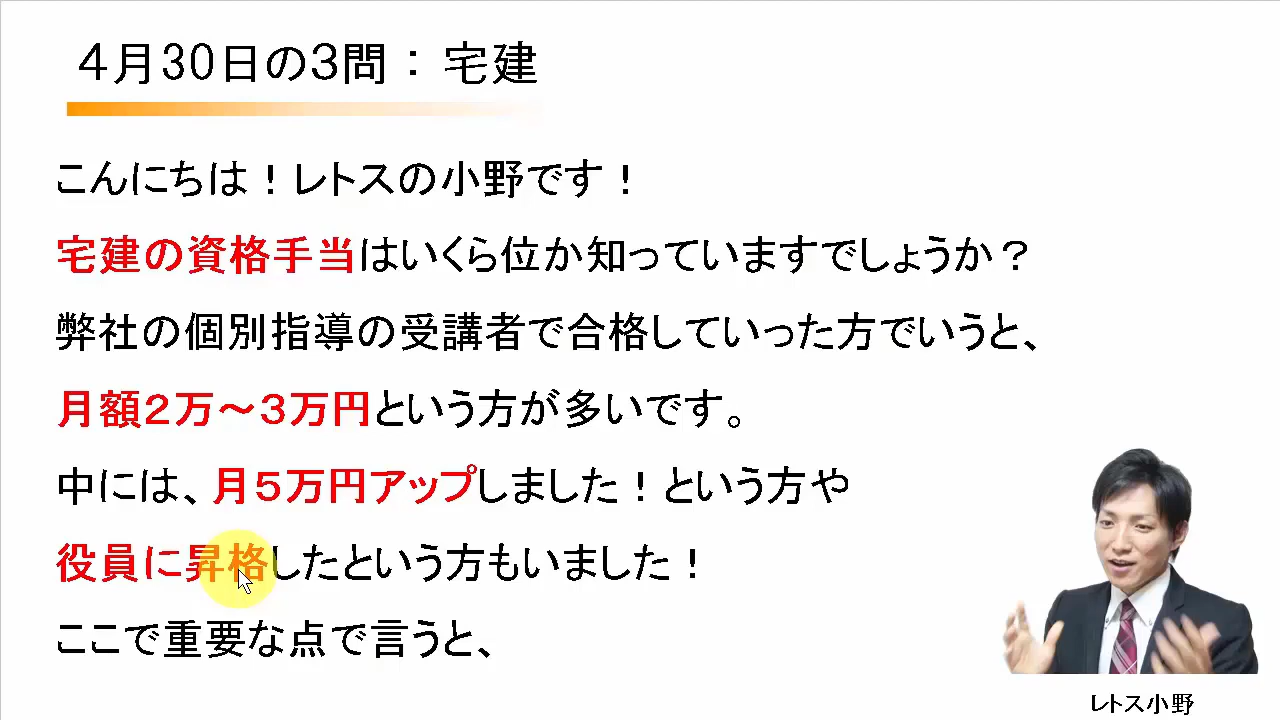 ４月30日の３問：宅建
こんにちは！レトスの小野です！
宅建の資格手当はいくら位か知っていますでしょうか？
弊社の個別指導の受講者で合格していった方でいうと、
月額２万～３万円という方が多いです。
中には、月５万円アップしました！という方や
役員に昇格したという方もいました！
ここで重要な点で言うと、
レトス小野